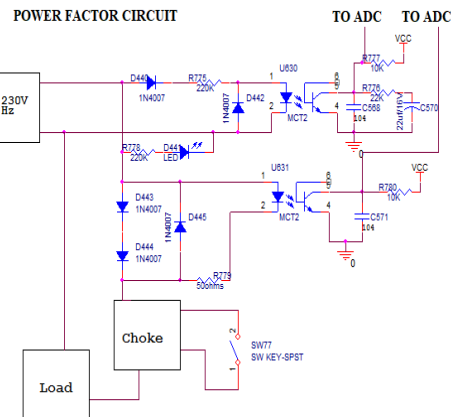 POWER FACTOR CIRCUIT
TO ADC TO ADC
VCC
R777
10K
D440
1N4007
R775
220K
U630
1
2
6
5
4
MCT2
D442
1N4007
R776
22K
C568
104
22uf/16V
C570
0
230V
Hz
R778
220K
D441
LED
U631
1
2
6
5
4
MCT2
VCC
R780
10K
C571
104
0
D443
1N4007
D445
1N4007
D444
1N4007
R779
50ohms
Choke
2
1
SW77
SW KEY-SPST
Load